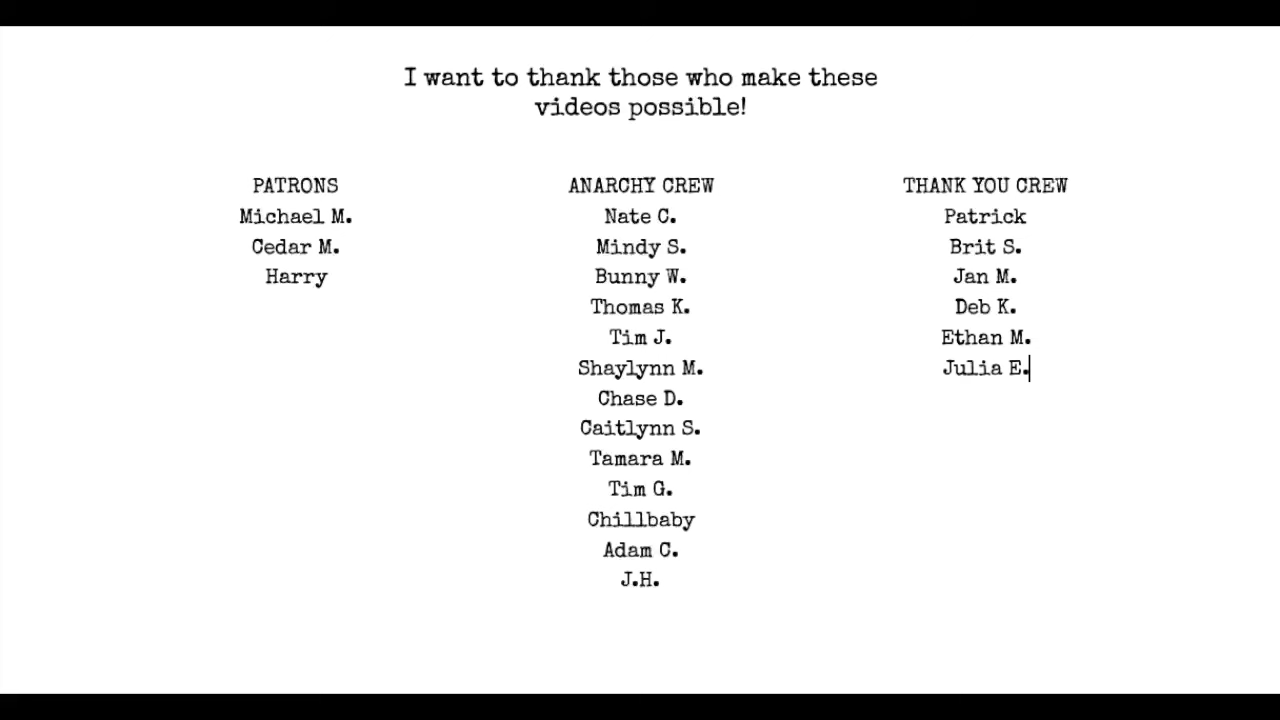 I want to thank those who make these
videos possible!
PATRONS
Michael M.
Cedar M.
Harry
ANARCHY CREW
Nate C.
Mindy S.
Bunny W.
Thomas K.
Tim J.
Shaylynn M.
Chase D.
Caitlynn S.
Tamara M.
Tim G.
Chillbaby
Adam C.
J.H.
THANK YOU CREW
Patrick
Brit S.
Jan M.
Deb K.
Ethan M.
Julia E.